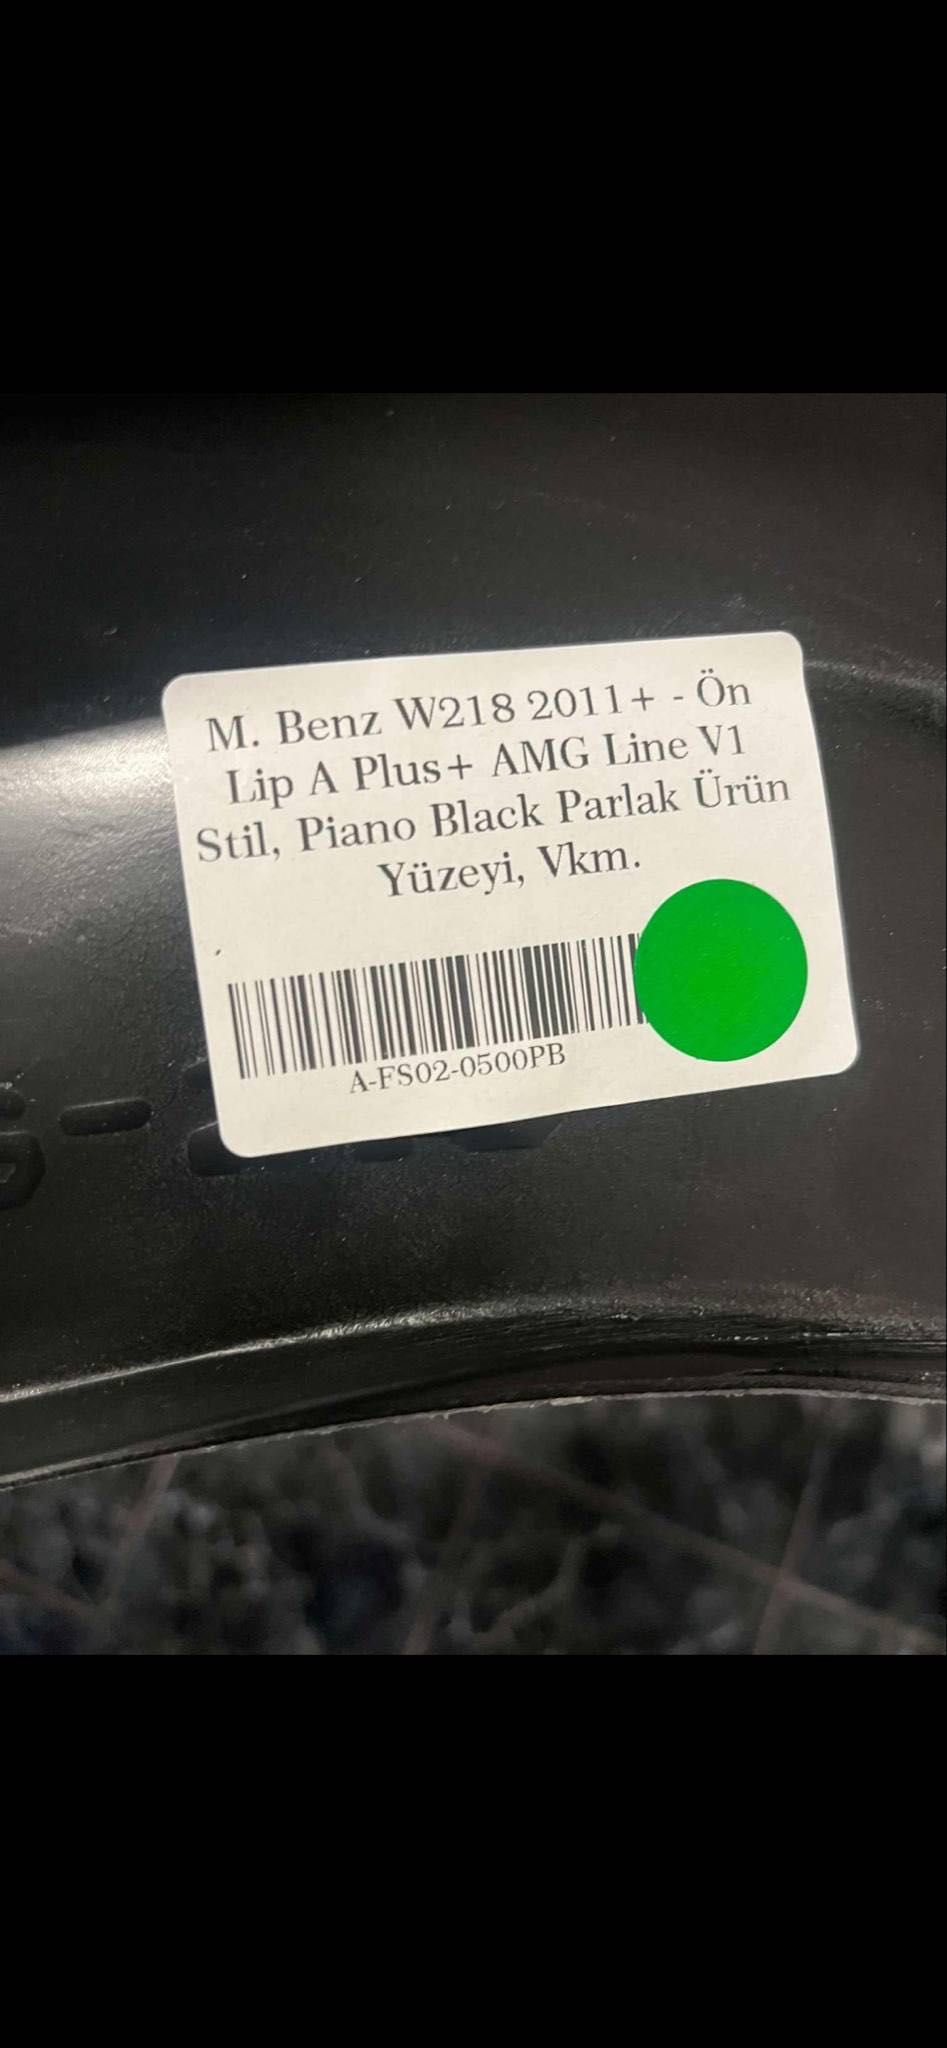 M. Benz W218 2011+ - Ön
Lip A Plus+ AMG Line V1
Stil, Piano Black Parlak Ürün
Yüzeyi, Vkm.
A-FS02-0500PB